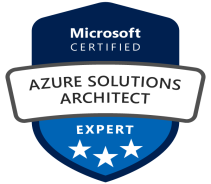 Microsoft
CERTIFIED
AZURE SOLUTIONS
ARCHITECT
EXPERT